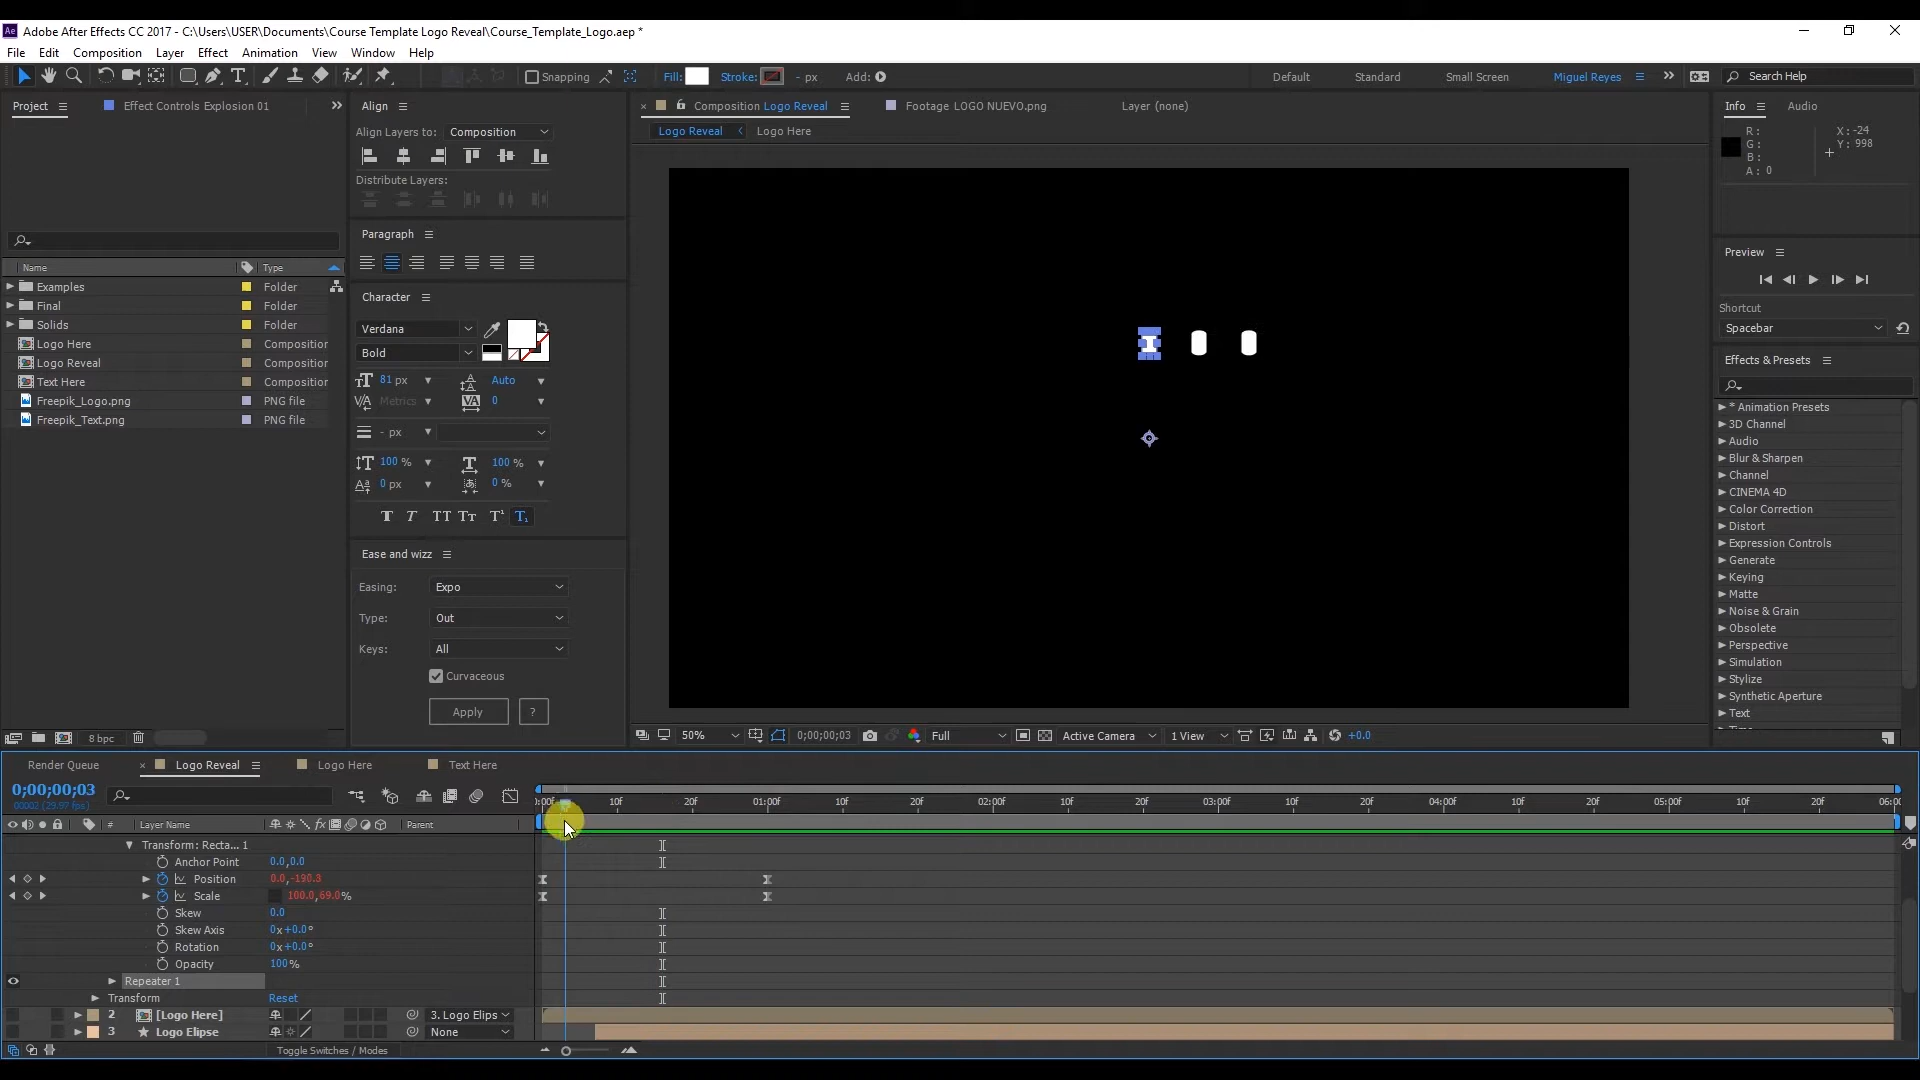 Ae Adobe After Effects CC 2017 - C:\Users\USER\Documents\Course Template Logo Reveal\Course_Template_Logo.aep *
File Edit Composition Layer Effect Animation View Window Help
Snapping Fill: Stroke: - px Add: Default Standard Small Screen Miguel Reyes Search Help
Project Effect Controls Explosion 01
Align
Composition Logo Reveal Footage LOGO NUEVO.png Layer (none)
Info Audio
Align Layers to: Composition
Logo Reveal Logo Here
R: X: -24
G: Y: 998
B:
A: 0
Distribute Layers:
Paragraph
Preview
Name Type
Examples Folder
Final Folder
Solids Folder
Logo Here Composition
Logo Reveal Composition
Text Here Composition
Freepik_Logo.png PNG file
Freepik_Text.png PNG file
8 bpc
Character
Verdana
Bold
81 px Auto
Metrics 0
- px
100 % 100 %
0 px 0 %
T T TT Tт T¹ T₁
Ease and wizz
Easing: Expo
Type: Out
Keys: All
Curvaceous
Apply ?
Shortcut
Spacebar
Effects & Presets
* Animation Presets
3D Channel
Audio
Blur & Sharpen
Channel
CINEMA 4D
Color Correction
Distort
Expression Controls
Generate
Keying
Matte
Noise & Grain
Obsolete
Perspective
Simulation
Stylize
Synthetic Aperture
Text
50% 0;00;00;03 Full Active Camera 1 View +0.0
Render Queue Logo Reveal Logo Here Text Here
0;00;00;03
00002 (29.97 fps)
:00f 10f 20f 01:00f 10f 20f 02:00f 10f 20f 03:00f 10f 20f 04:00f 10f 20f 05:00f 10f 20f 06:00
# Layer Name Parent
Transform: Recta... 1
Anchor Point 0.0,0.0
Position 0.0,-190.3
Scale 100.0,69.0%
Skew 0.0
Skew Axis 0x+0.0°
Rotation 0x+0.0°
Opacity 100%
Repeater 1
Transform Reset
2 [Logo Here] 3. Logo Elips
3 Logo Elipse None
Toggle Switches / Modes